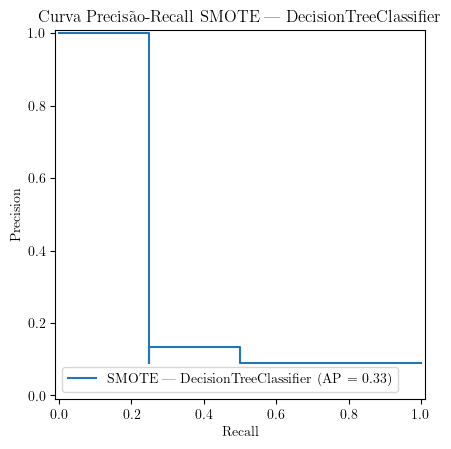 Curva Precisão-Recall SMOTE — DecisionTreeClassifier
1.0
0.8
0.6
0.4
0.2
0.0
Precision
SMOTE — DecisionTreeClassifier (AP = 0.33)
0.0 0.2 0.4 0.6 0.8 1.0
Recall